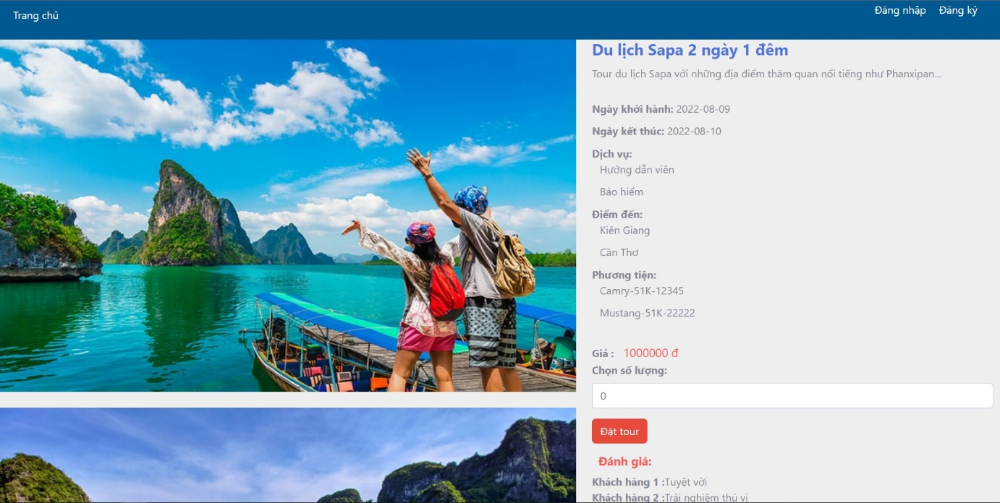 Trang chủ
Đăng nhập Đăng ký
Du lịch Sapa 2 ngày 1 đêm
Tour du lịch Sapa với những địa điểm thăm quan nổi tiếng như Phanxipan...
Ngày khởi hành: 2022-08-09
Ngày kết thúc: 2022-08-10
Dịch vụ:
Hướng dẫn viên
Bảo hiểm
Điểm đến:
Kiên Giang
Cần Thơ
Phương tiện:
Camry-51K-12345
Mustang-51K-22222
Giá : 1000000 đ
Chọn số lượng:
0
Đặt tour
Đánh giá:
Khách hàng 1 :Tuyệt vời
Khách hàng 2 :Trải nghiệm thú vị